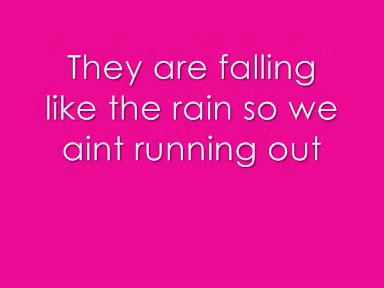 They are falling
like the rain so we
aint running out